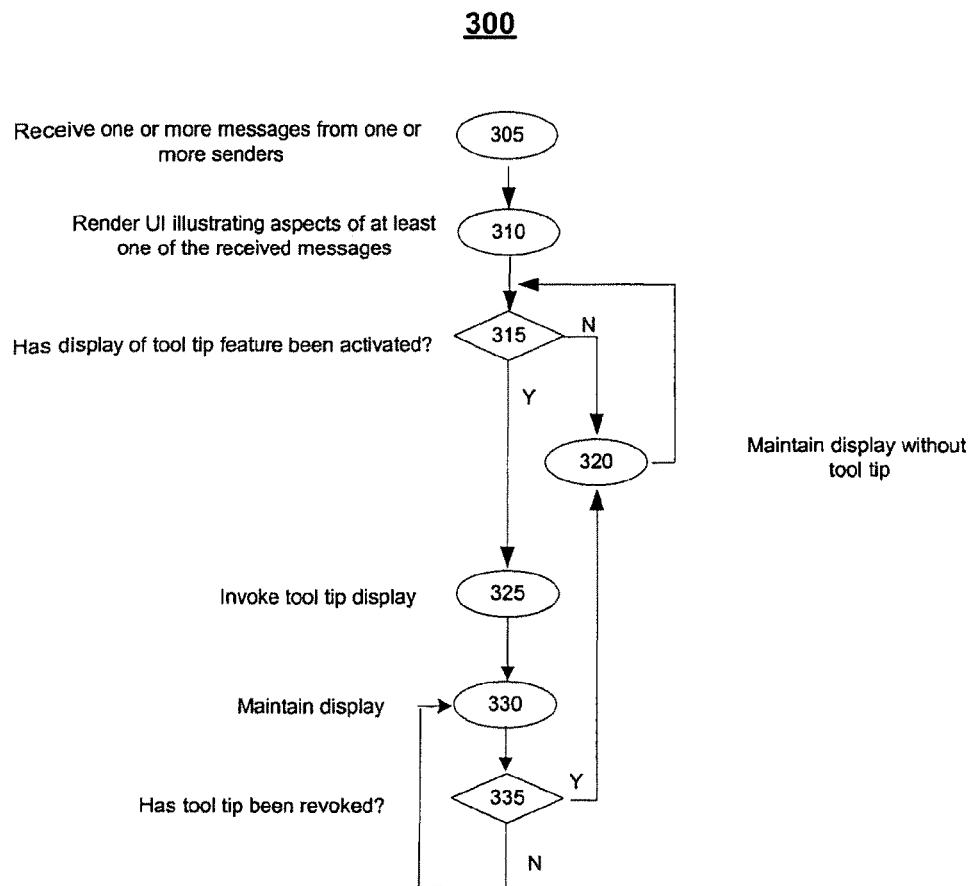 300
Receive one or more messages from one or
more senders
305
Render UI illustrating aspects of at least
one of the received messages
310
Has display of tool tip feature been activated?
315
N
Y
320
Maintain display without
tool tip
Invoke tool tip display
325
Maintain display
330
Has tool tip been revoked?
335
Y
N